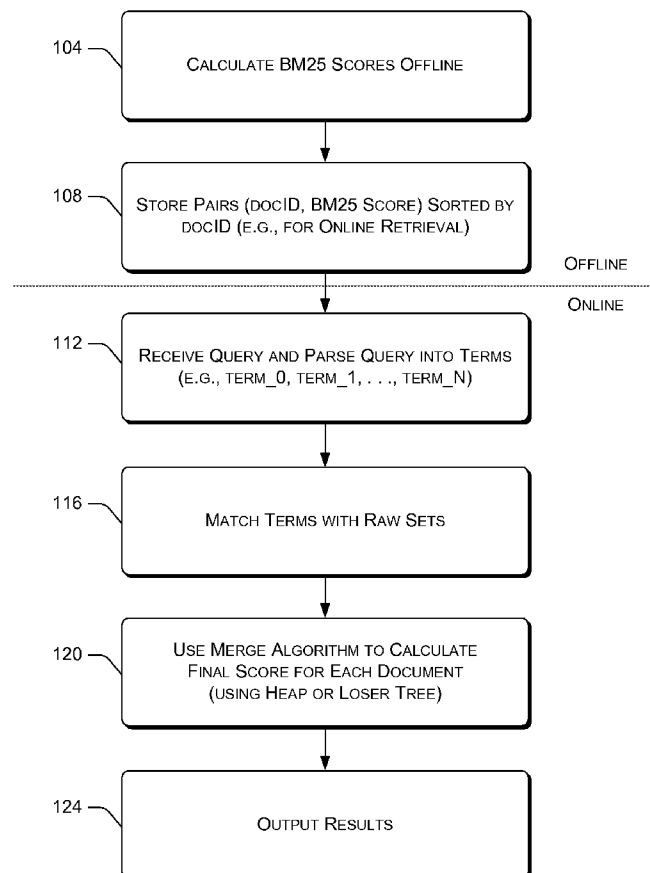 104
CALCULATE BM25 SCORES OFFLINE
108
STORE PAIRS (DOCID, BM25 SCORE) SORTED BY
DOCID (E.G., FOR ONLINE RETRIEVAL)
OFFLINE
ONLINE
112
RECEIVE QUERY AND PARSE QUERY INTO TERMS
(E.G., TERM_0, TERM_1, . . ., TERM_N)
116
MATCH TERMS WITH RAW SETS
120
USE MERGE ALGORITHM TO CALCULATE
FINAL SCORE FOR EACH DOCUMENT
(USING HEAP OR LOSER TREE)
124
OUTPUT RESULTS